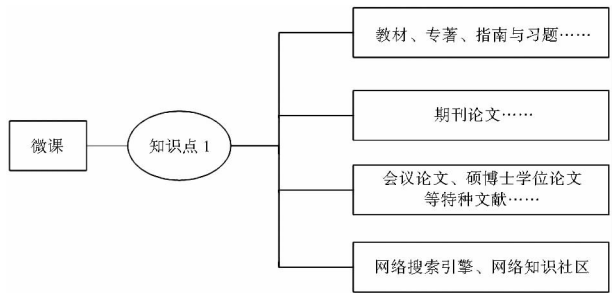 微课
知识点 1
教材、专著、指南与习题……
期刊论文……
会议论文、硕博士学位论文
等特种文献……
网络搜索引擎、网络知识社区